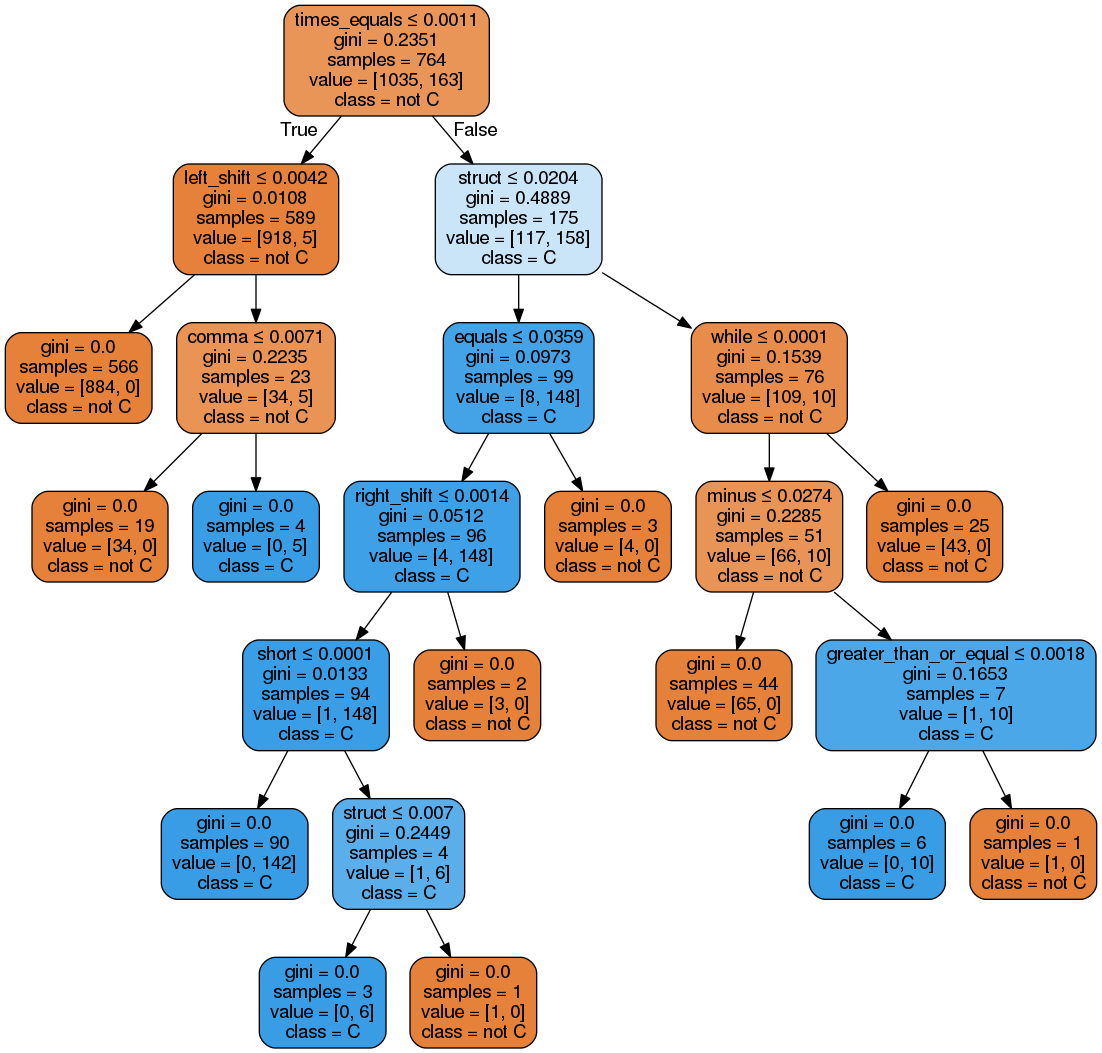 times_equals ≤ 0.0011
gini = 0.2351
samples = 764
value = [1035, 163]
class = not C
True
False
left_shift ≤ 0.0042
gini = 0.0108
samples = 589
value = [918, 5]
class = not C
struct ≤ 0.0204
gini = 0.4889
samples = 175
value = [117, 158]
class = C
gini = 0.0
samples = 566
value = [884, 0]
class = not C
comma ≤ 0.0071
gini = 0.2235
samples = 23
value = [34, 5]
class = not C
equals ≤ 0.0359
gini = 0.0973
samples = 99
value = [8, 148]
class = C
while ≤ 0.0001
gini = 0.1539
samples = 76
value = [109, 10]
class = not C
gini = 0.0
samples = 19
value = [34, 0]
class = not C
gini = 0.0
samples = 4
value = [0, 5]
class = C
right_shift ≤ 0.0014
gini = 0.0512
samples = 96
value = [4, 148]
class = C
gini = 0.0
samples = 3
value = [4, 0]
class = not C
minus ≤ 0.0274
gini = 0.2285
samples = 51
value = [66, 10]
class = not C
gini = 0.0
samples = 25
value = [43, 0]
class = not C
short ≤ 0.0001
gini = 0.0133
samples = 94
value = [1, 148]
class = C
gini = 0.0
samples = 2
value = [3, 0]
class = not C
gini = 0.0
samples = 44
value = [65, 0]
class = not C
greater_than_or_equal ≤ 0.0018
gini = 0.1653
samples = 7
value = [1, 10]
class = C
gini = 0.0
samples = 90
value = [0, 142]
class = C
struct ≤ 0.007
gini = 0.2449
samples = 4
value = [1, 6]
class = C
gini = 0.0
samples = 6
value = [0, 10]
class = C
gini = 0.0
samples = 1
value = [1, 0]
class = not C
gini = 0.0
samples = 3
value = [0, 6]
class = C
gini = 0.0
samples = 1
value = [1, 0]
class = not C